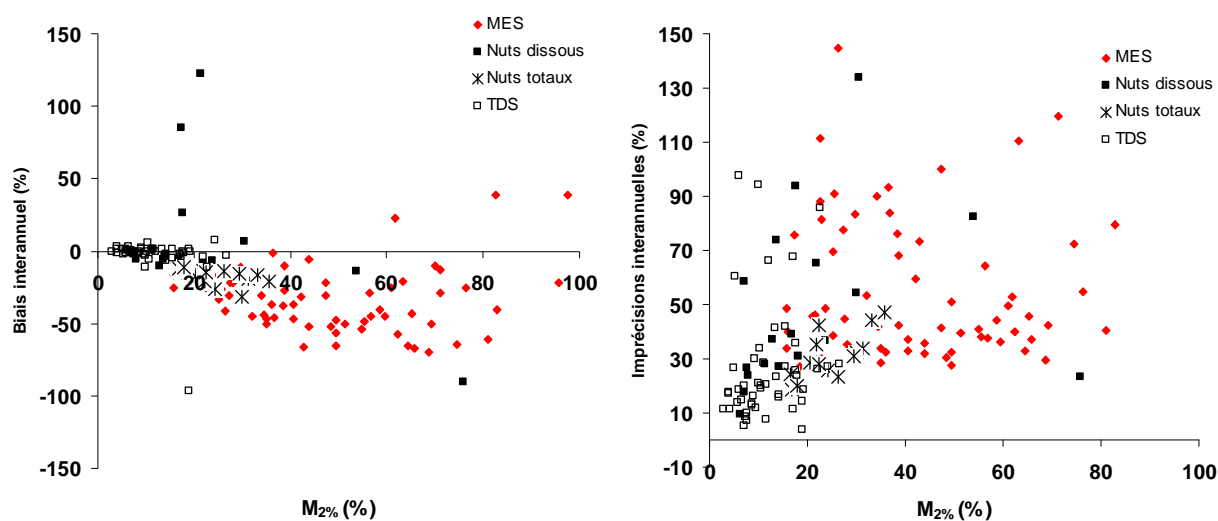 150
100
50
0
-50
-100
-150
0
20
40
60
80
100
Biais interannuel (%)
M2% (%)
MES
Nuts dissous
Nuts totaux
TDS
150
130
110
90
70
50
30
10
-10
0
20
40
60
80
100
Imprécisions interannuelles (%)
M2% (%)
MES
Nuts dissous
Nuts totaux
TDS